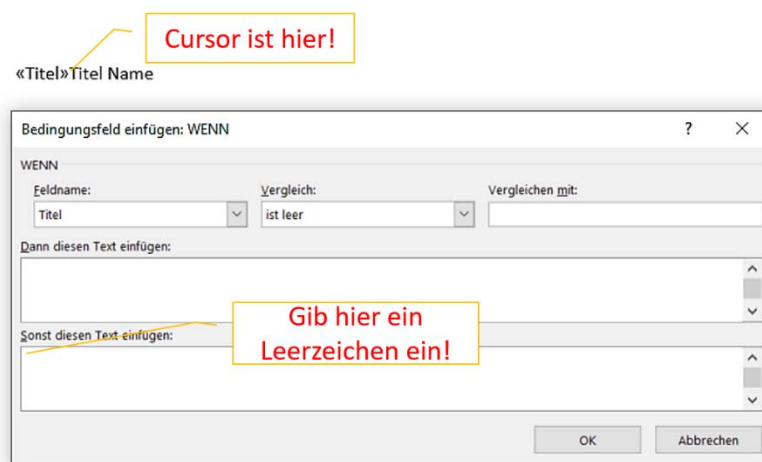 Cursor ist hier!
«Titel»Titel Name
Bedingungsfeld einfügen: WENN ?
WENN
Feldname: Vergleich: Vergleichen mit:
Titel ist leer
Dann diesen Text einfügen:
Gib hier ein
Leerzeichen ein!
Sonst diesen Text einfügen:
OK Abbrechen